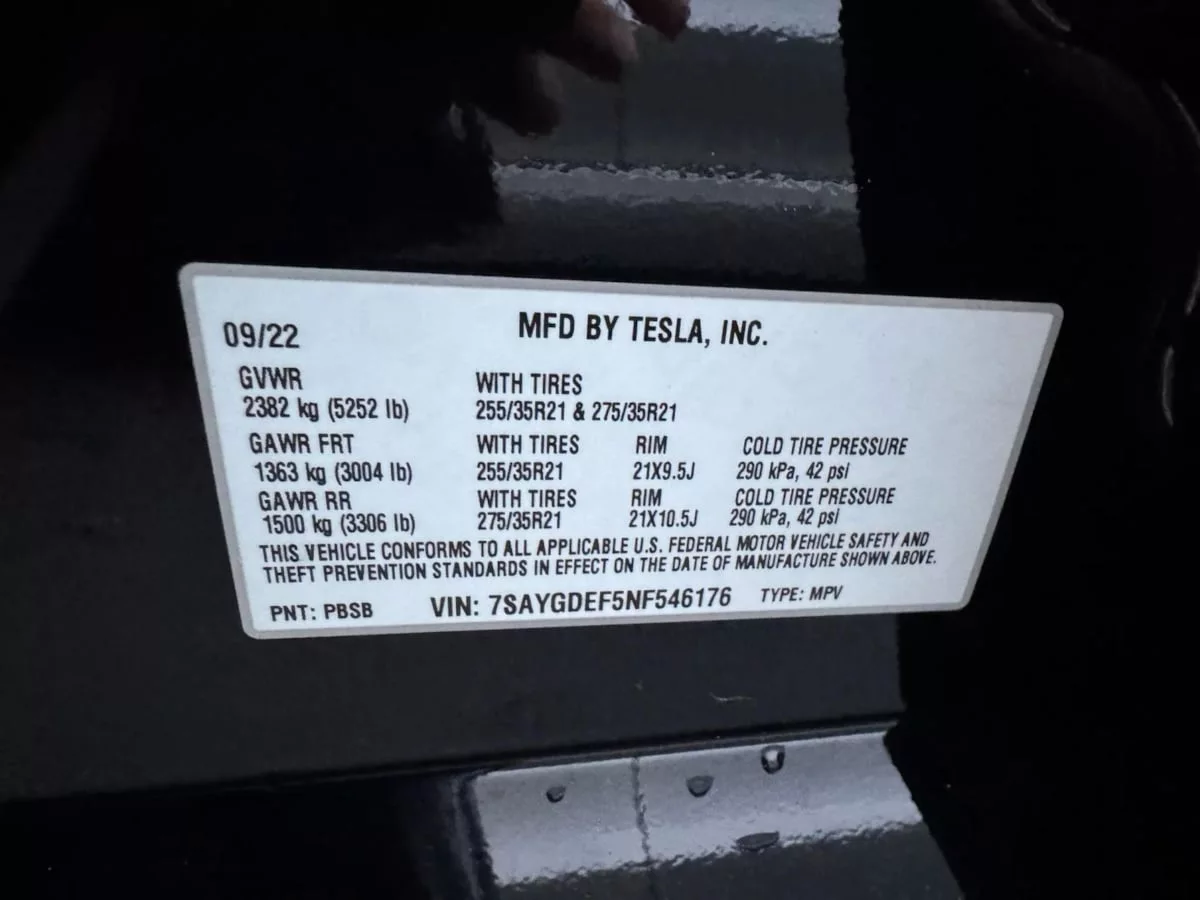 09/22 MFD BY TESLA, INC.
GVWR WITH TIRES
2382 kg (5252 lb) 255/35R21 & 275/35R21
GAWR FRT WITH TIRES RIM COLD TIRE PRESSURE
1363 kg (3004 lb) 255/35R21 21X9.5J 290 kPa, 42 psi
GAWR RR WITH TIRES RIM COLD TIRE PRESSURE
1500 kg (3306 lb) 275/35R21 21X10.5J 290 kPa, 42 psi
THIS VEHICLE CONFORMS TO ALL APPLICABLE U.S. FEDERAL MOTOR VEHICLE SAFETY AND
THEFT PREVENTION STANDARDS IN EFFECT ON THE DATE OF MANUFACTURE SHOWN ABOVE.
PNT: PBSB VIN: 7SAYGDEF5NF546176 TYPE: MPV